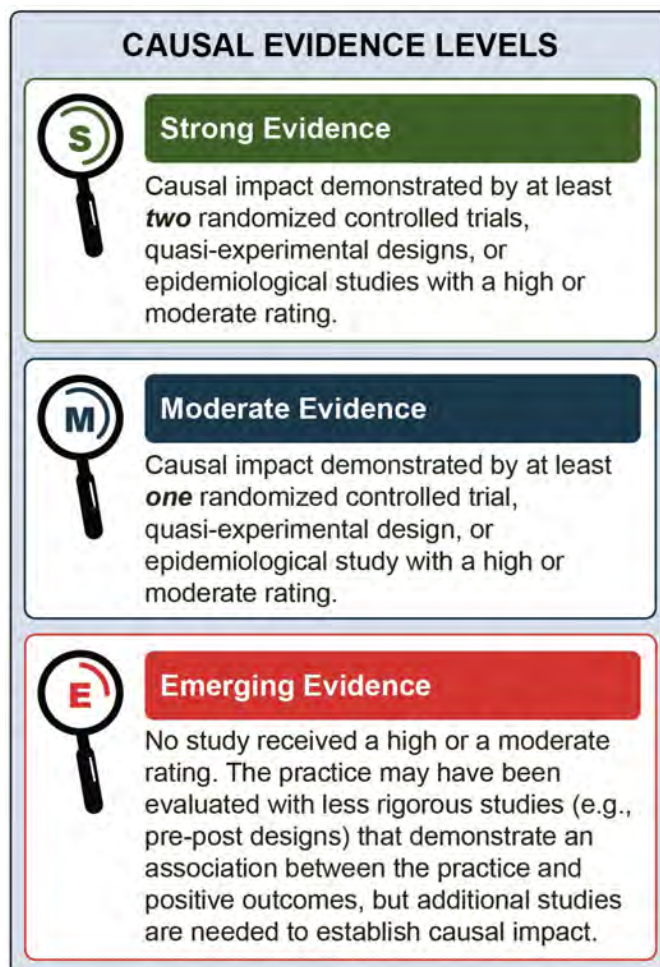 CAUSAL EVIDENCE LEVELS
S
Strong Evidence
Causal impact demonstrated by at least
two randomized controlled trials,
quasi-experimental designs, or
epidemiological studies with a high or
moderate rating.
M
Moderate Evidence
Causal impact demonstrated by at least
one randomized controlled trial,
quasi-experimental design, or
epidemiological study with a high or
moderate rating.
E
Emerging Evidence
No study received a high or a moderate
rating. The practice may have been
evaluated with less rigorous studies (e.g.,
pre-post designs) that demonstrate an
association between the practice and
positive outcomes, but additional studies
are needed to establish causal impact.